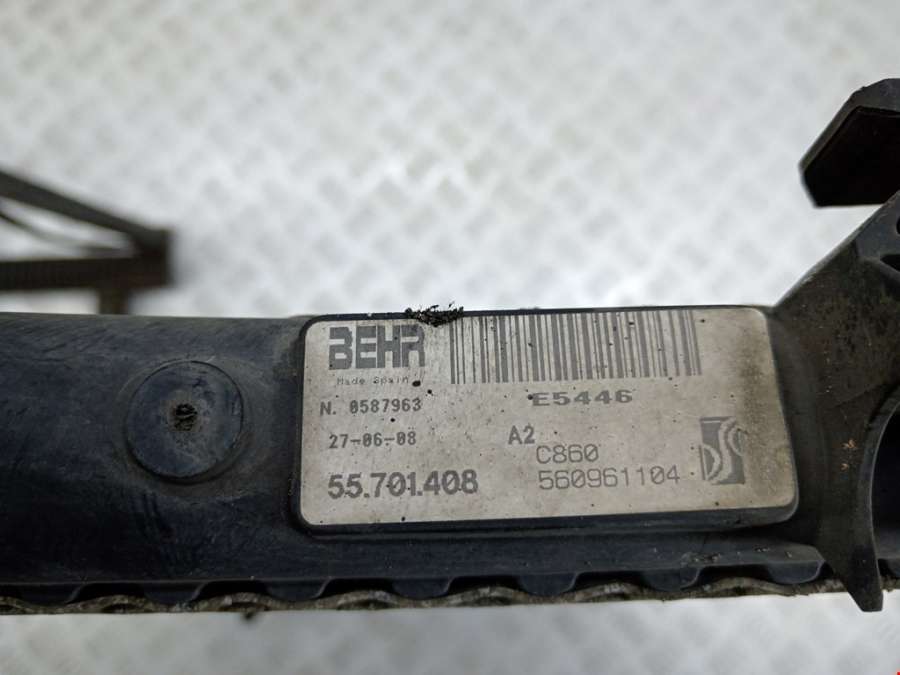 BEHR
Made Spain
N. 0587963
E5446
27-06-08
A2
C860
55.701.408
560961104